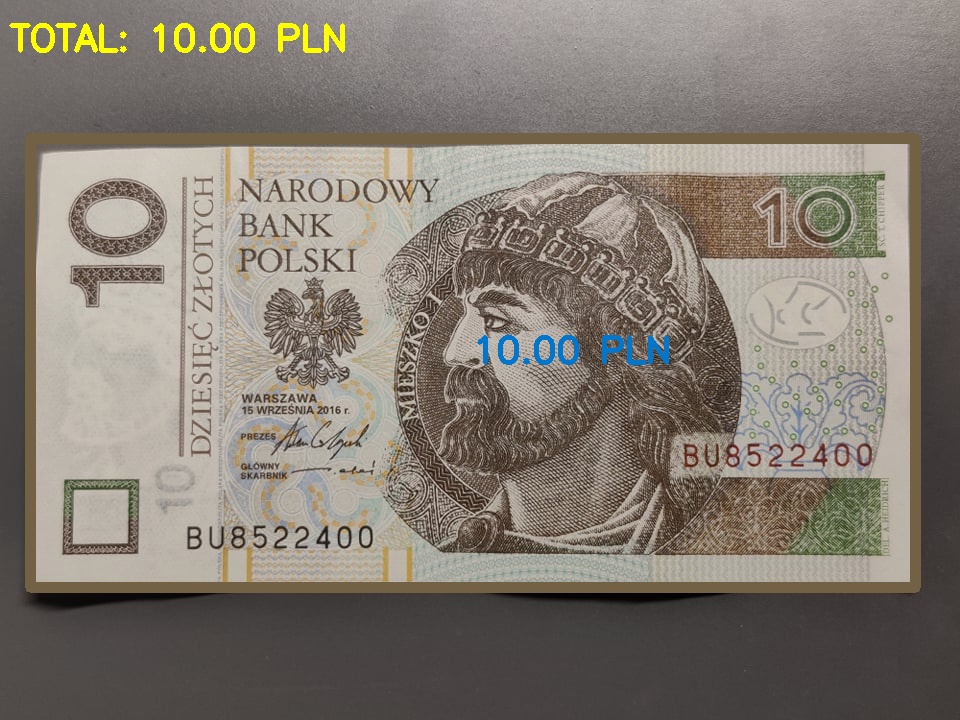 TOTAL: 10.00 PLN
10
DZIESIĘĆ ZŁOTYCH
10
NARODOWY
BANK
POLSKI
WARSZAWA
15 WRZEŚNIA 2016 r.
PREZES
GŁÓWNY
SKARBNIK
BU8522400
MIESZKO I
10.00 PLN
10
BU8522400